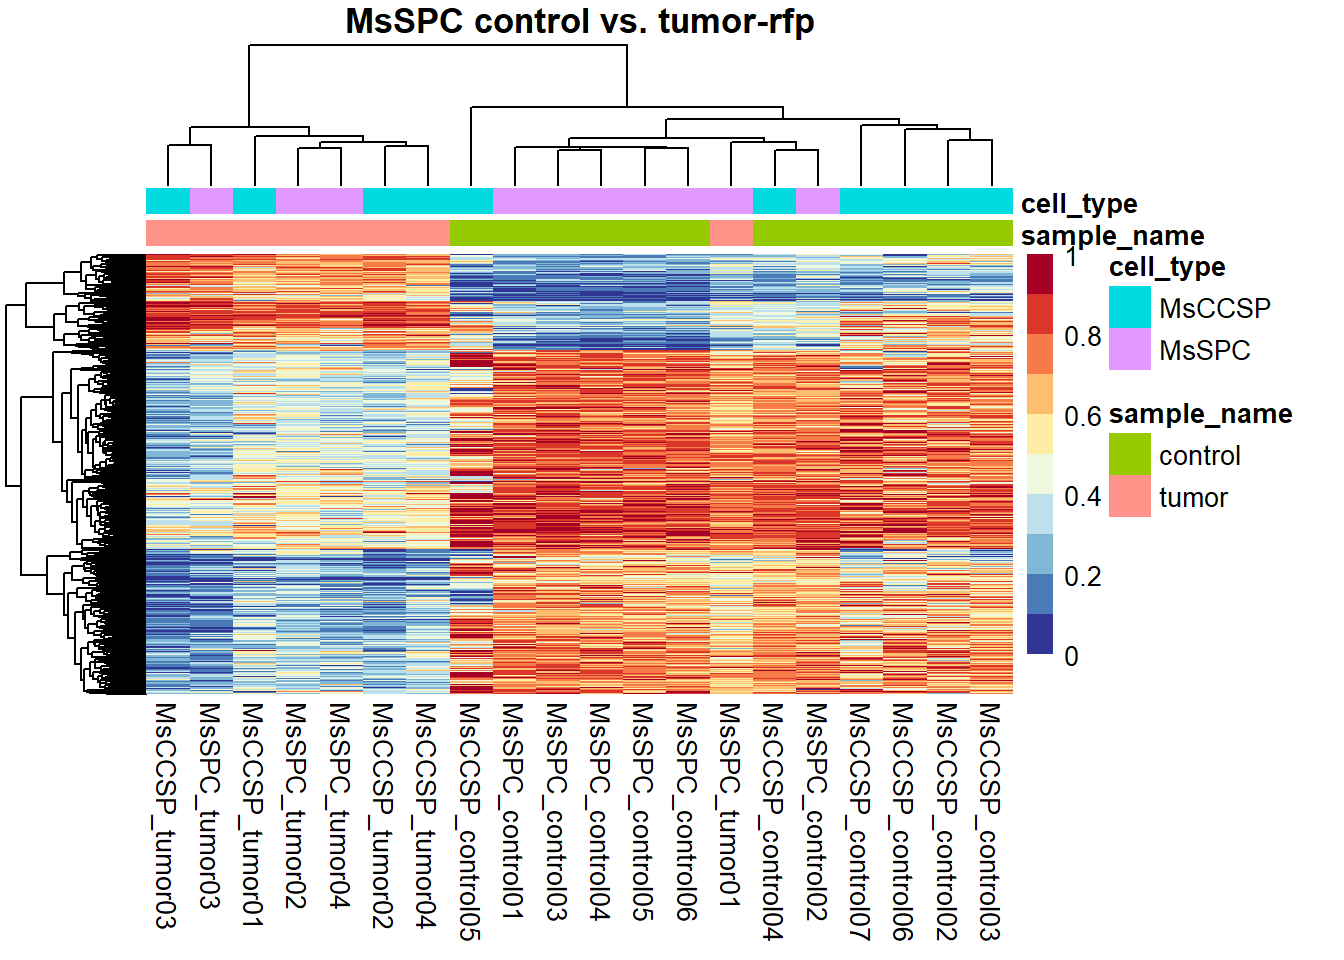 MsSPC control vs. tumor-rfp
cell_type
sample_name
1
0.8
0.6
0.4
0.2
0
cell_type
MsCCSP
MsSPC
sample_name
control
tumor
MsCCSP_tumor03
MsSPC_tumor03
MsCCSP_tumor01
MsSPC_tumor02
MsSPC_tumor04
MsCCSP_tumor02
MsCCSP_tumor04
MsCCSP_control05
MsSPC_control01
MsSPC_control03
MsSPC_control04
MsSPC_control05
MsSPC_control06
MsSPC_tumor01
MsCCSP_control04
MsSPC_control02
MsCCSP_control07
MsCCSP_control06
MsCCSP_control02
MsCCSP_control03